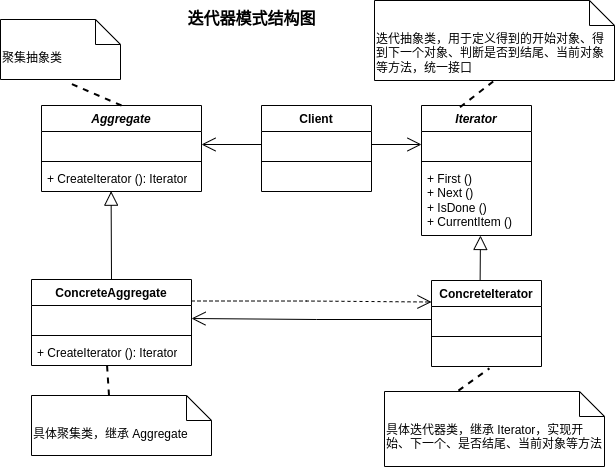 迭代器模式结构图
聚集抽象类
迭代抽象类，用于定义得到的开始对象、得
到下一个对象、判断是否到结尾、当前对象
等方法，统一接口
Aggregate
+ CreateIterator (): Iterator
Client
Iterator
+ First ()
+ Next ()
+ IsDone ()
+ CurrentItem ()
ConcreteAggregate
+ CreateIterator (): Iterator
ConcreteIterator
具体聚集类，继承 Aggregate
具体迭代器类，继承 Iterator，实现开
始、下一个、是否结尾、当前对象等方法